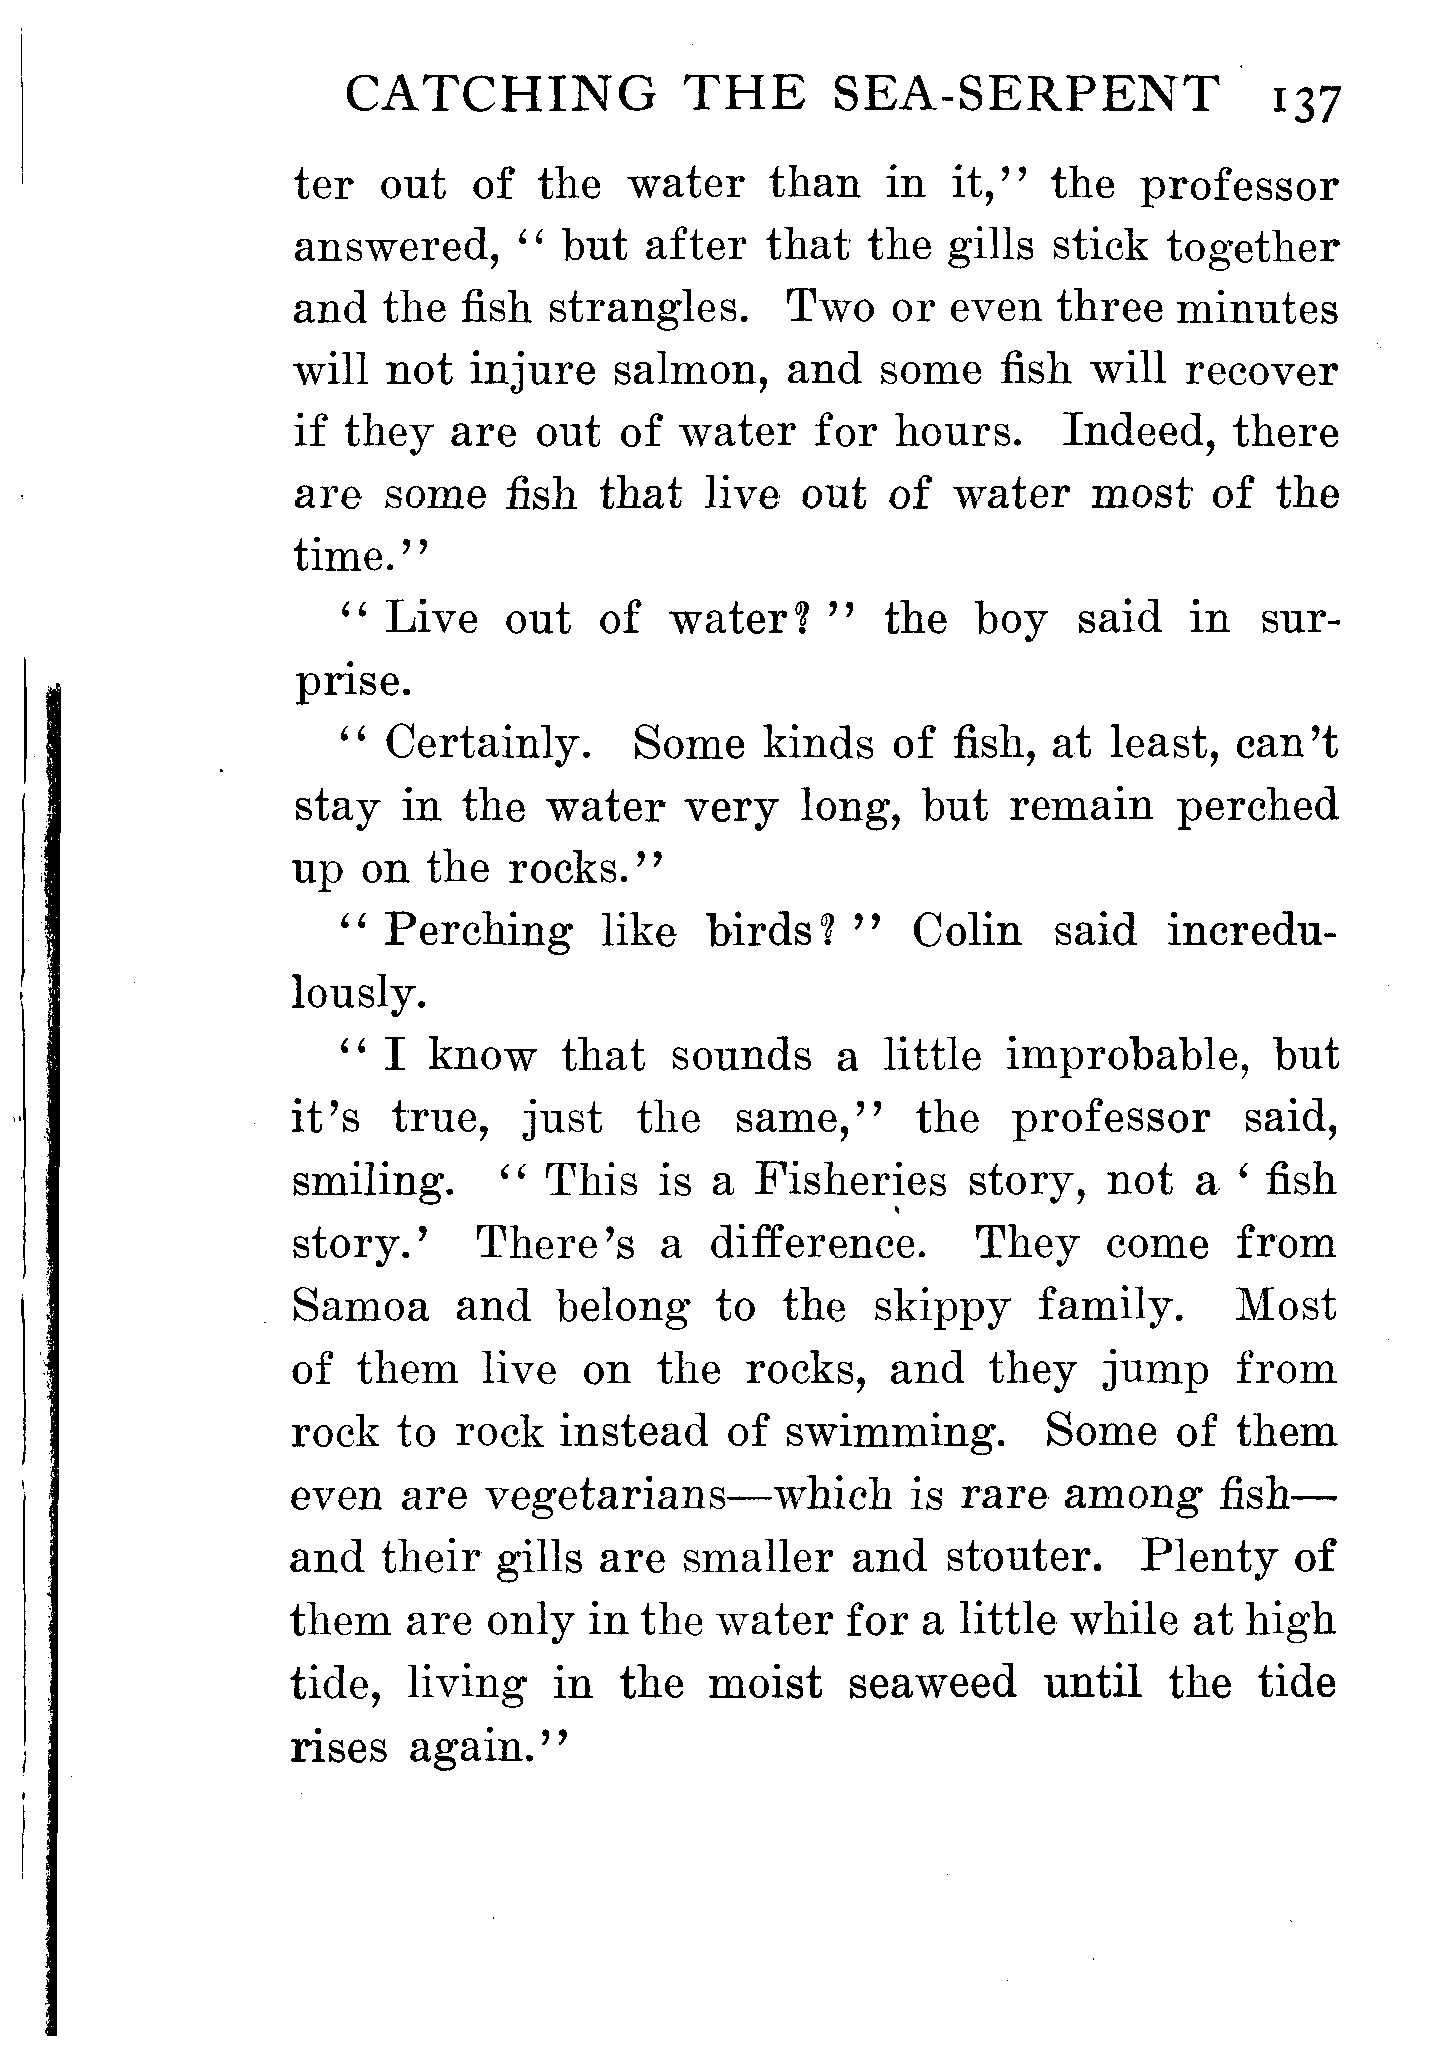 CATCHING THE SEA-SERPENT 137
ter out of the water than in it,'' the professor
answered, `` but after that the gills stick together
and the fish strangles. Two or even three minutes
will not injure salmon, and some fish will recover
if they are out of water for hours. Indeed, there
are some fish that live out of water most of the
time.''
`` Live out of water? '' the boy said in sur-
prise.
`` Certainly. Some kinds of fish, at least, can't
stay in the water very long, but remain perched
up on the rocks.''
`` Perching like birds? '' Colin said incredu-
lously.
`` I know that sounds a little improbable, but
it's true, just the same,'' the professor said,
smiling. `` This is a Fisheries story, not a ` fish
story.' There's a difference. They come from
Samoa and belong to the skippy family. Most
of them live on the rocks, and they jump from
rock to rock instead of swimming. Some of them
even are vegetarians—which is rare among fish—
and their gills are smaller and stouter. Plenty of
them are only in the water for a little while at high
tide, living in the moist seaweed until the tide
rises again.''